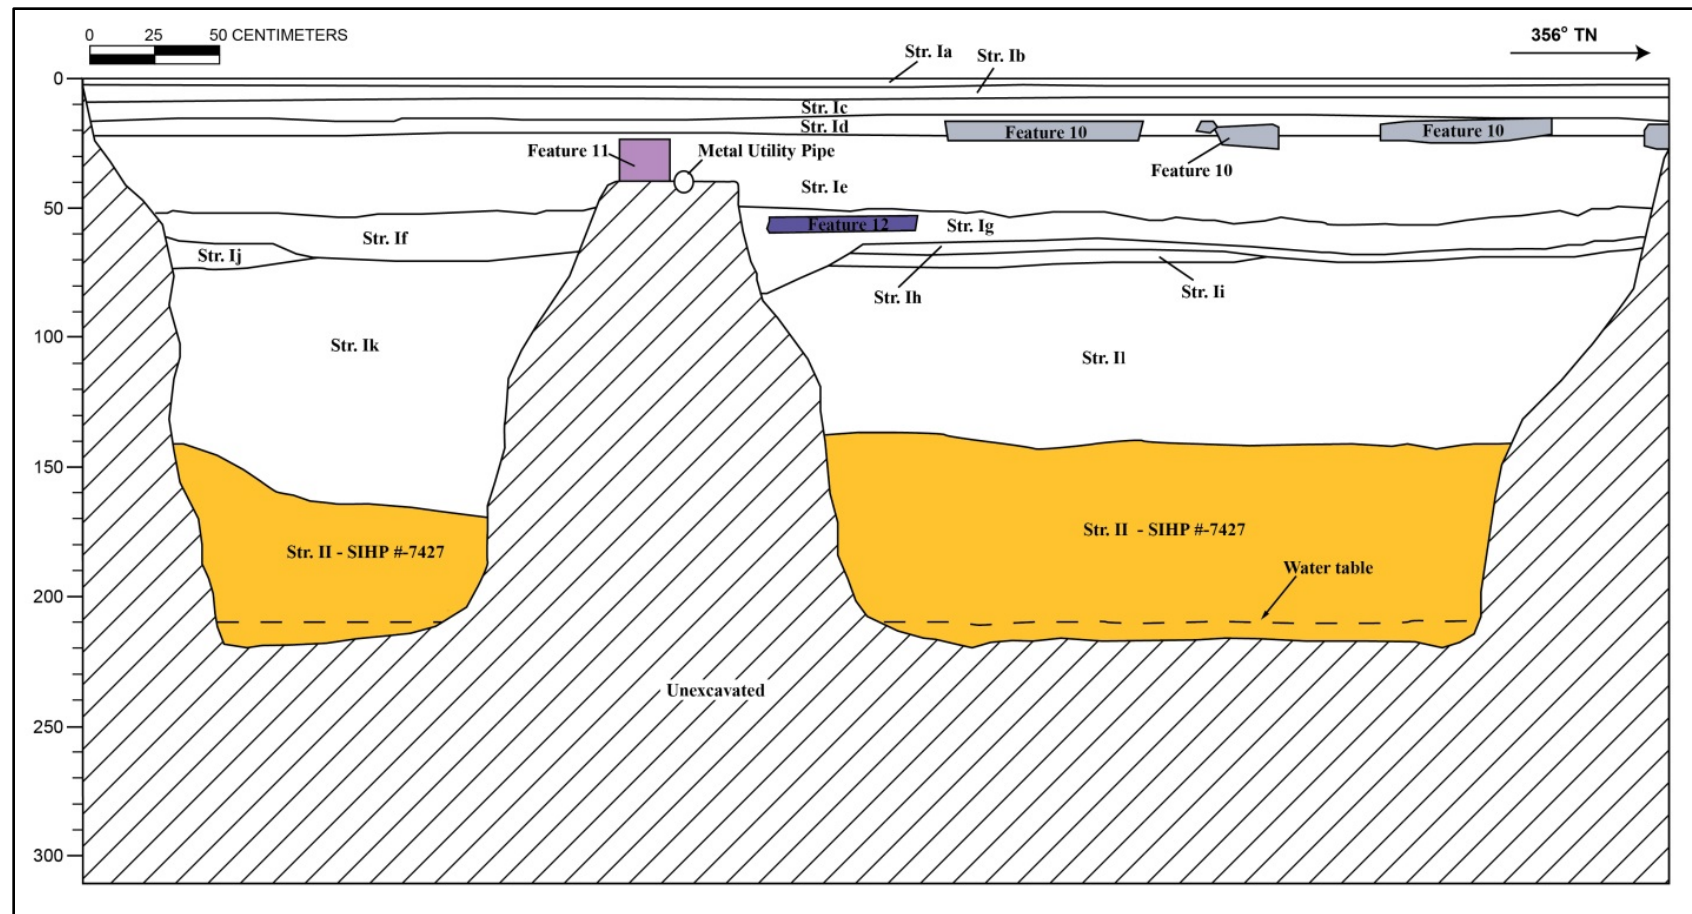 0 25 50 CENTIMETERS
356° TN
Str. Ia
Str. Ib
0
Str. Ic
Str. Id
Feature 10
Feature 10
Feature 11
Metal Utility Pipe
Feature 10
Str. Ie
50
Feature 12
Str. Ig
Str. If
Str. Ij
Str. Ih
Str. Ii
100
Str. Ik
Str. Il
150
Str. II - SIHP #-7427
Str. II - SIHP #-7427
Water table
200
Unexcavated
250
300